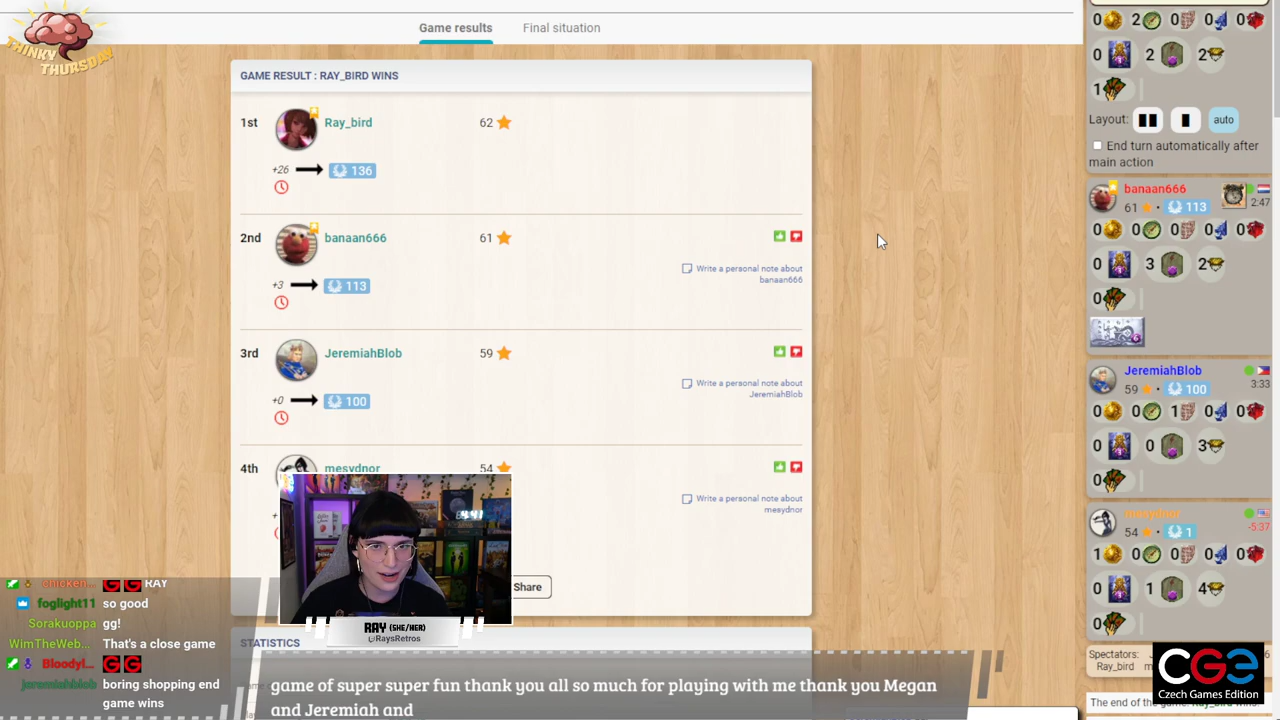 THINKY
THURSDAY
Game results
Final situation
GAME RESULT : RAY_BIRD WINS
1st
Ray_bird
62
+26
136
2nd
banaan666
61
+3
113
Write a personal note about
banaan666
3rd
JeremiahBlob
59
+0
100
Write a personal note about
JeremiahBlob
4th
mesydnor
54
Write a personal note about
mesydnor
Share
STATISTICS
RAY (SHE/HER)
@RaysRetros
chicken... GG RAY
foglight11 so good
Sorakuoppa gg!
WimTheWeb... That's a close game
Bloodyl... GG
jeremiahblob boring shopping end
game wins
game of super super fun thank you all so much for playing with me thank you Megan
and Jeremiah and
0 2 0 0 0
0 2 2
1
Layout: auto
End turn automatically after
main action
banaan666
61 • 113 2:47
0 0 0 0 0
0 3 2
0
JeremiahBlob
59 • 100 3:33
0 0 1 0 0
0 0 3
0
mesydnor
54 • 1 -5:37
1 0 0 0 0
0 1 4
0
Spectators:
Ray_bird
CGE
Czech Games Edition
The end of the game: Ray_bird wins!